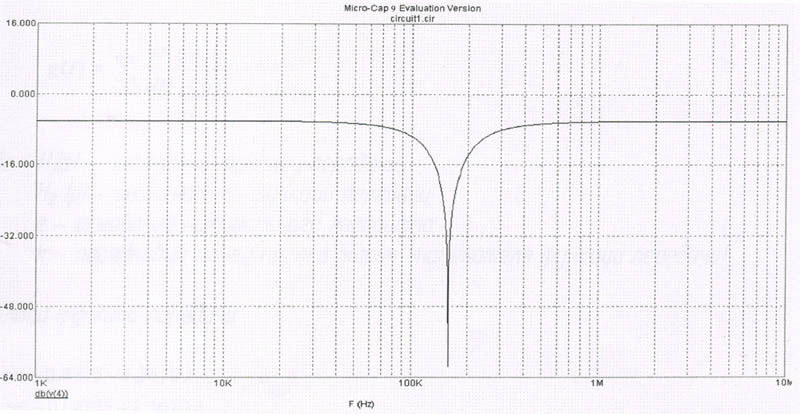 Micro-Cap 9 Evaluation Version
circuit1.cir
16.000
0.000
-16.000
-32.000
-48.000
-64.000
1K 10K 100K 1M 10M
db(v(4))
F (Hz)